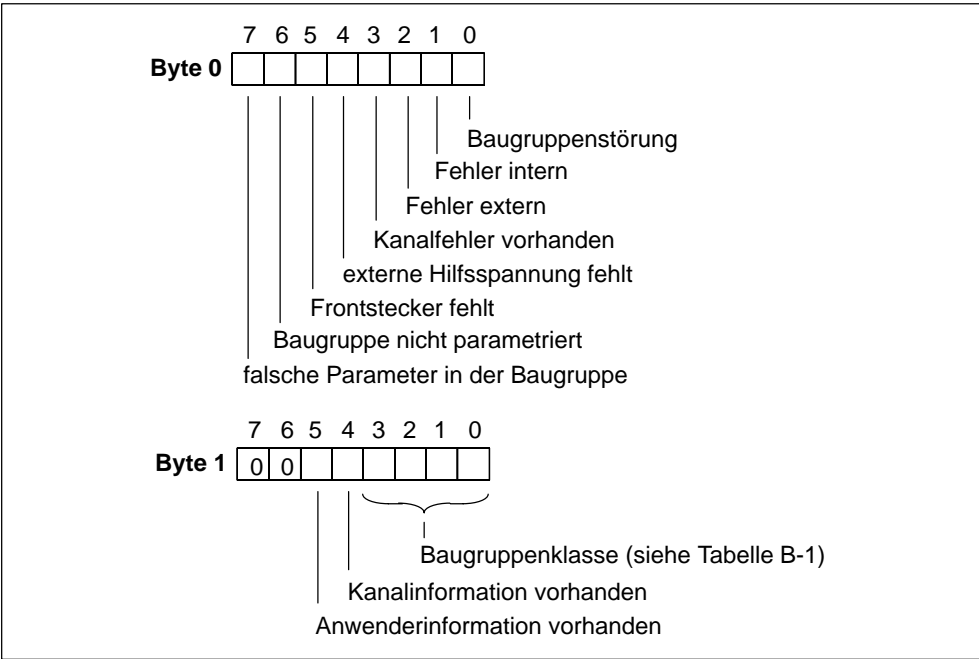 7 6 5 4 3 2 1 0
Byte 0
Baugruppenstörung
Fehler intern
Fehler extern
Kanalfehler vorhanden
externe Hilfsspannung fehlt
Frontstecker fehlt
Baugruppe nicht parametriert
falsche Parameter in der Baugruppe
7 6 5 4 3 2 1 0
Byte 1 0 0
Baugruppenklasse (siehe Tabelle B-1)
Kanalinformation vorhanden
Anwenderinformation vorhanden